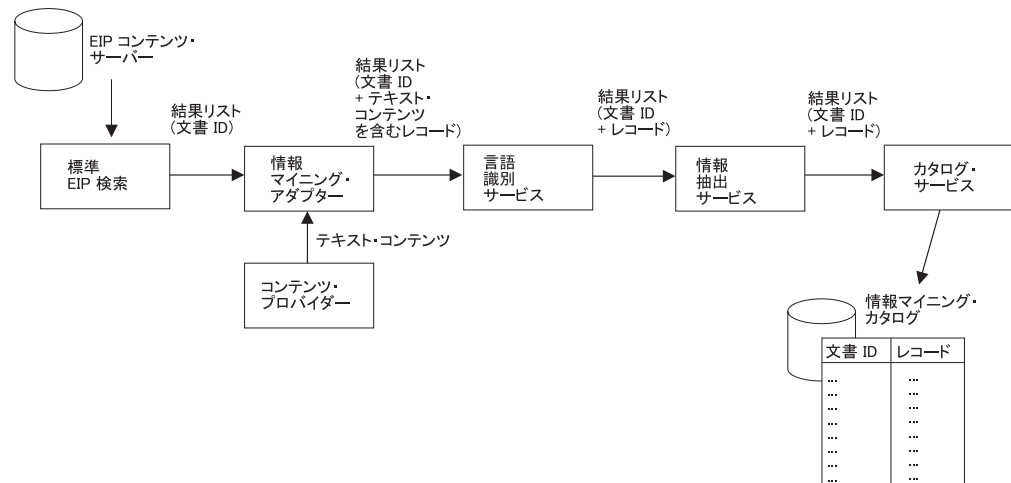 EIP コンテンツ・
サーバー
結果リスト
(文書 ID)
結果リスト
(文書 ID
+ テキスト・
コンテンツ
を含むレコード)
結果リスト
(文書 ID
+ レコード)
結果リスト
(文書 ID
+ レコード)
標準
EIP 検索
情報
マイニング・
アダプター
言語
識別
サービス
情報
抽出
サービス
カタログ・
サービス
テキスト・コンテンツ
コンテンツ・
プロバイダー
情報マイニング・
カタログ
文書 ID レコード
... ...
... ...
... ...
... ...
... ...
... ...
... ...
... ...